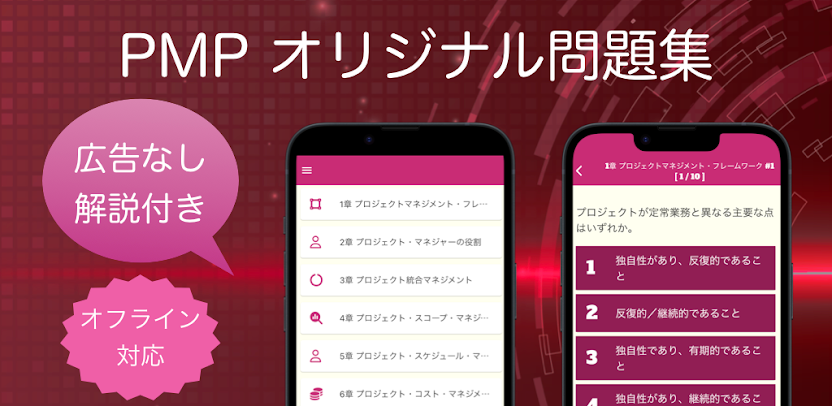 PMP オリジナル問題集
広告なし
解説付き
オフライン
対応
1章 プロジェクトマネジメント・フレ…
2章 プロジェクト・マネジャーの役割
3章 プロジェクト統合マネジメント
4章 プロジェクト・スコープ・マネジ…
5章 プロジェクト・スケジュール・マ…
6章 プロジェクト・コスト・マネジメ…
1章 プロジェクトマネジメント・フレームワーク #1
[ 1 / 10 ]
プロジェクトが定常業務と異なる主要な点
はいずれか。
1 独自性があり、反復的であるこ
と
2 反復的／継続的であること
3 独自性であり、有期的であるこ
と
4 独自性があり、継続的であるこ